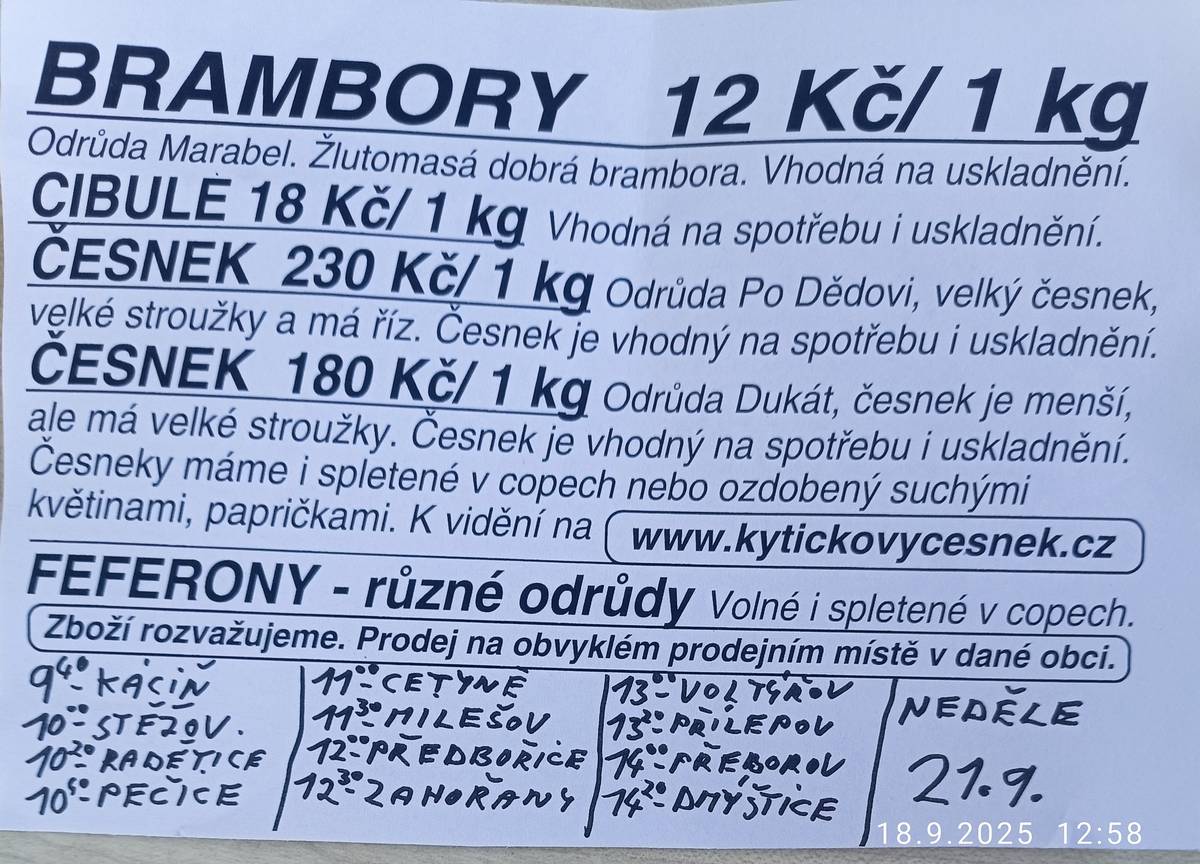 BRAMBORY 12 Kč/ 1 kg
Odrůda Marabel. Žlutomasá dobrá brambora. Vhodná na uskladnění.
CIBULE 18 Kč/ 1 kg Vhodná na spotřebu i uskladnění.
ČESNEK 230 Kč/ 1 kg Odrůda Po Dědovi, velký česnek,
velké stroužky a má říz. Česnek je vhodný na spotřebu i uskladnění.
ČESNEK 180 Kč/ 1 kg Odrůda Dukát, česnek je menší,
ale má velké stroužky. Česnek je vhodný na spotřebu i uskladnění.
Česneky máme i spletené v copech nebo ozdobený suchými
květinami, papričkami. K vidění na www.kytickovycesnek.cz
FEFERONY - různé odrůdy Volné i spletené v copech.
Zboží rozvažujeme. Prodej na obvyklém prodejním místě v dané obci.
9⁴⁰- KÁCIŇ
10⁰⁰- STĚŽOV.
10²⁰- RADĚTICE
10⁵⁰- PEČICE
11⁰⁰- CETYNĚ
11³⁰- MILEŠOV
12⁰⁰- PŘEDBOŘICE
12³⁰- ZAHOŘANY
13⁰⁰- VOLTÝŘOV
13²⁰- PŘÍLEPOV
14⁰⁰- PŘEBOROV
14²⁰- DMÝŠTICE
NEDĚLE
21.9.
18.9.2025 12:58